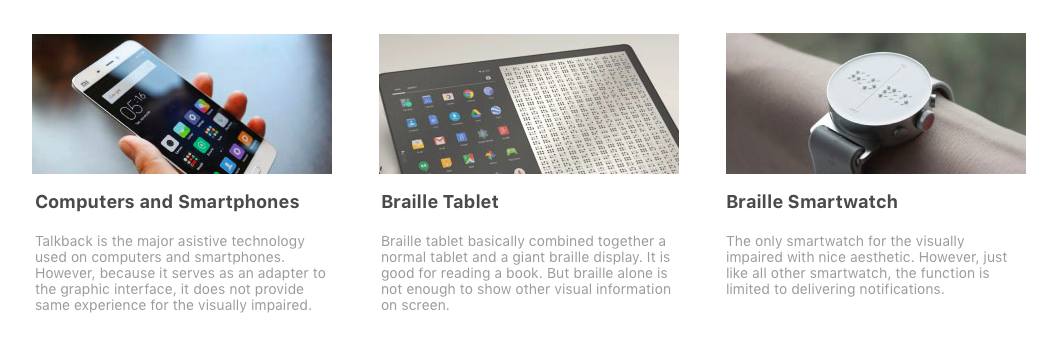 mi
05:16
Computers and Smartphones
Talkback is the major asistive technology
used on computers and smartphones.
However, because it serves as an adapter to
the graphic interface, it does not provide
same experience for the visually impaired.
Braille Tablet
Braille tablet basically combined together a
normal tablet and a giant braille display. It is
good for reading a book. But braille alone is
not enough to show other visual information
on screen.
Braille Smartwatch
The only smartwatch for the visually
impaired with nice aesthetic. However, just
like all other smartwatch, the function is
limited to delivering notifications.